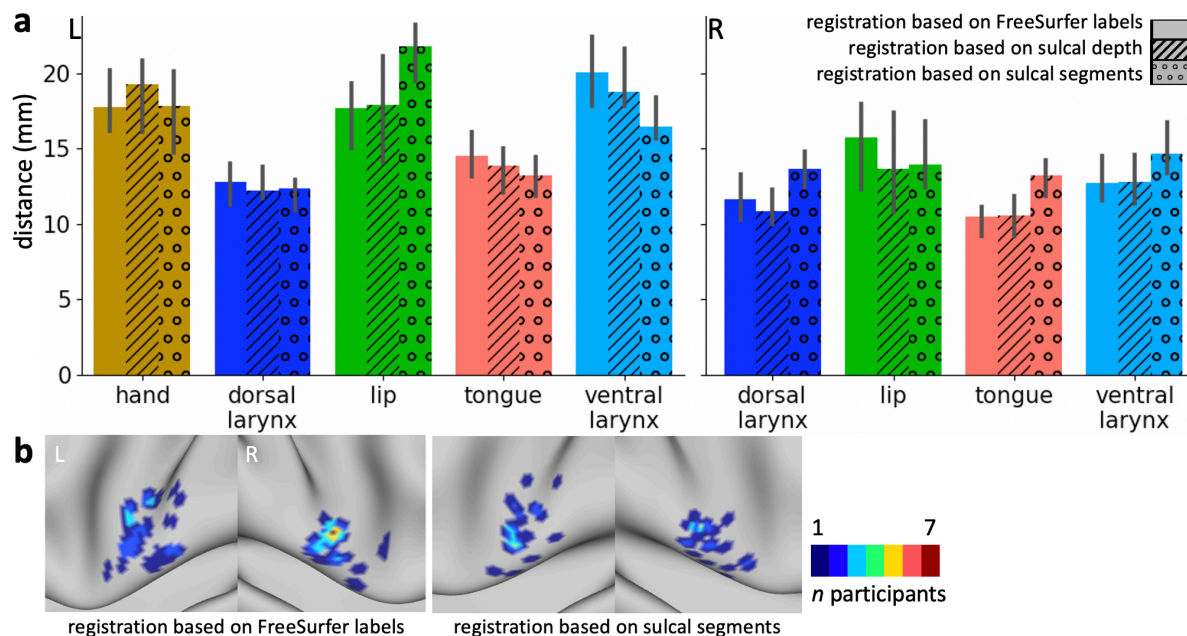 a
L
R
registration based on FreeSurfer labels
registration based on sulcal depth
registration based on sulcal segments
distance (mm)
20
15
10
5
0
hand
dorsal
larynx
lip
tongue
ventral
larynx
dorsal
larynx
lip
tongue
ventral
larynx
b
L
R
1
7
n participants
registration based on FreeSurfer labels
registration based on sulcal segments